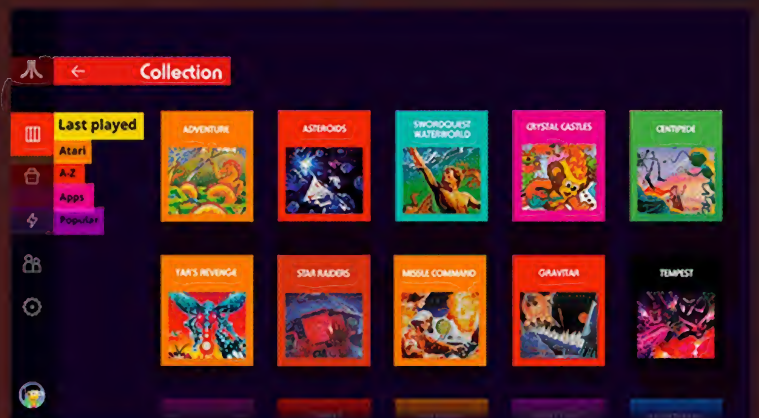 Collection
Last played
Atari
A-Z
Apps
Popular
ADVENTURE
ASTEROIDS
SWORDQUEST
WATERWORLD
CRYSTAL CASTLES
CENTIPEDE
YAR'S REVENGE
STAR RAIDERS
MISSILE COMMAND
GRAVITAR
TEMPEST